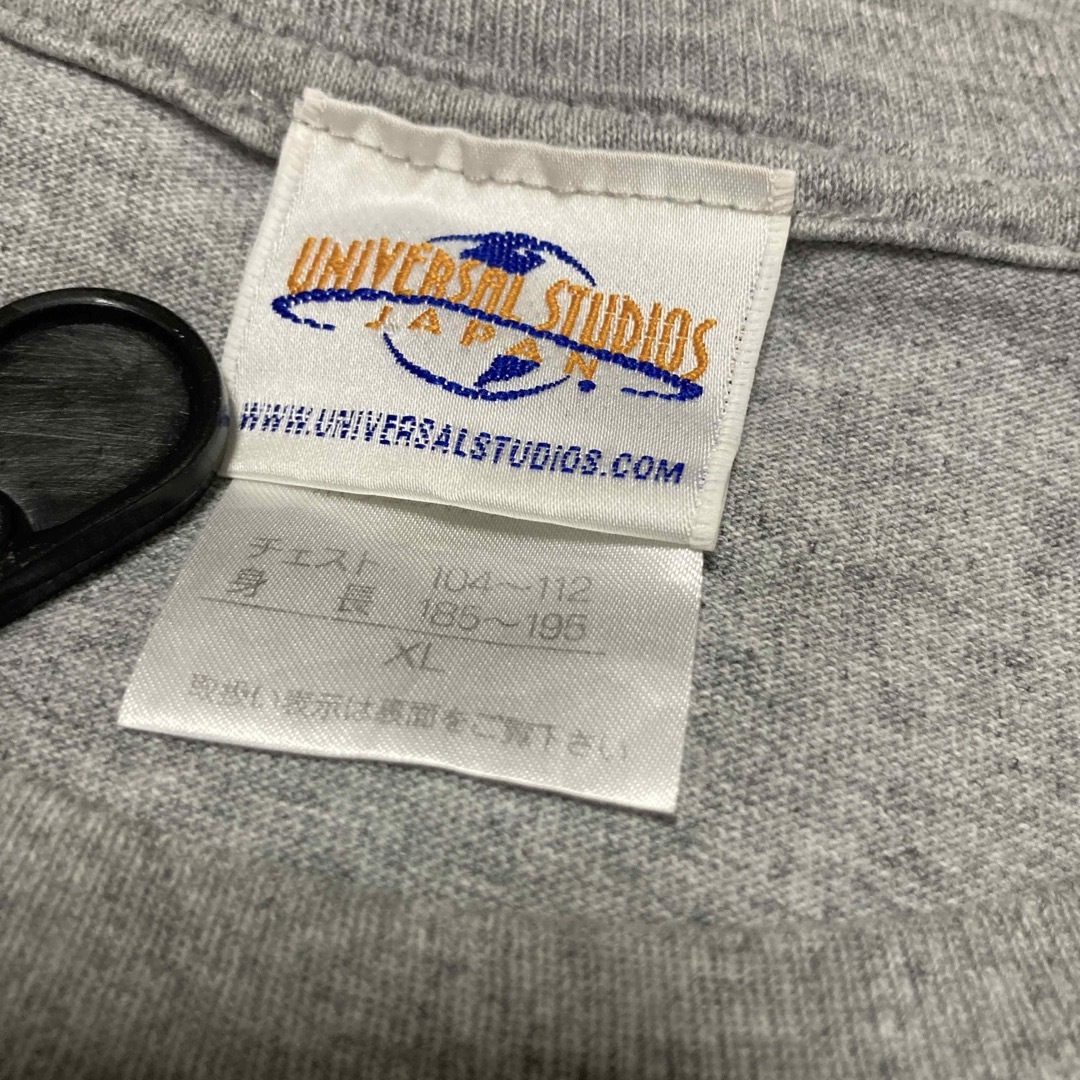 UNIVERSAL STUDIOS
JAPAN
WWW.UNIVERSALSTUDIOS.COM
チェスト 104～112
身長 185～195
XL
取扱い表示は裏面をご覧下さい